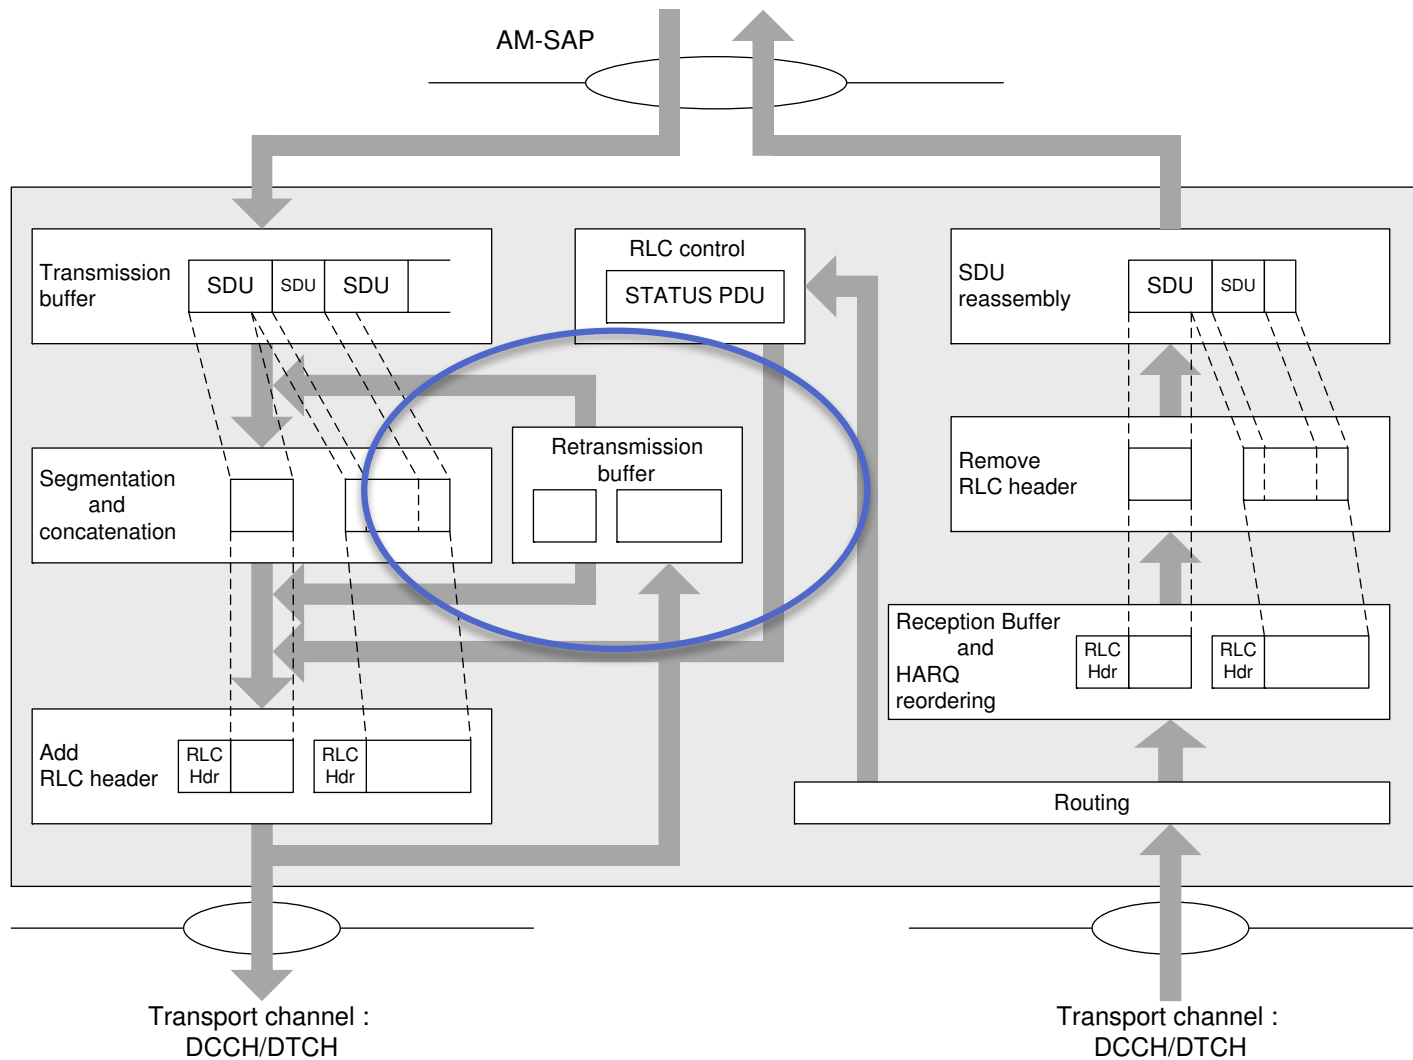 AM-SAP
Transmission
buffer
SDU
SDU
SDU
RLC control
STATUS PDU
SDU
reassembly
SDU
SDU
Segmentation
and
concatenation
Retransmission
buffer
Remove
RLC header
Reception Buffer
and
HARQ
reordering
RLC
Hdr
RLC
Hdr
Add
RLC header
RLC
Hdr
RLC
Hdr
Routing
Transport channel :
DCCH/DTCH
Transport channel :
DCCH/DTCH